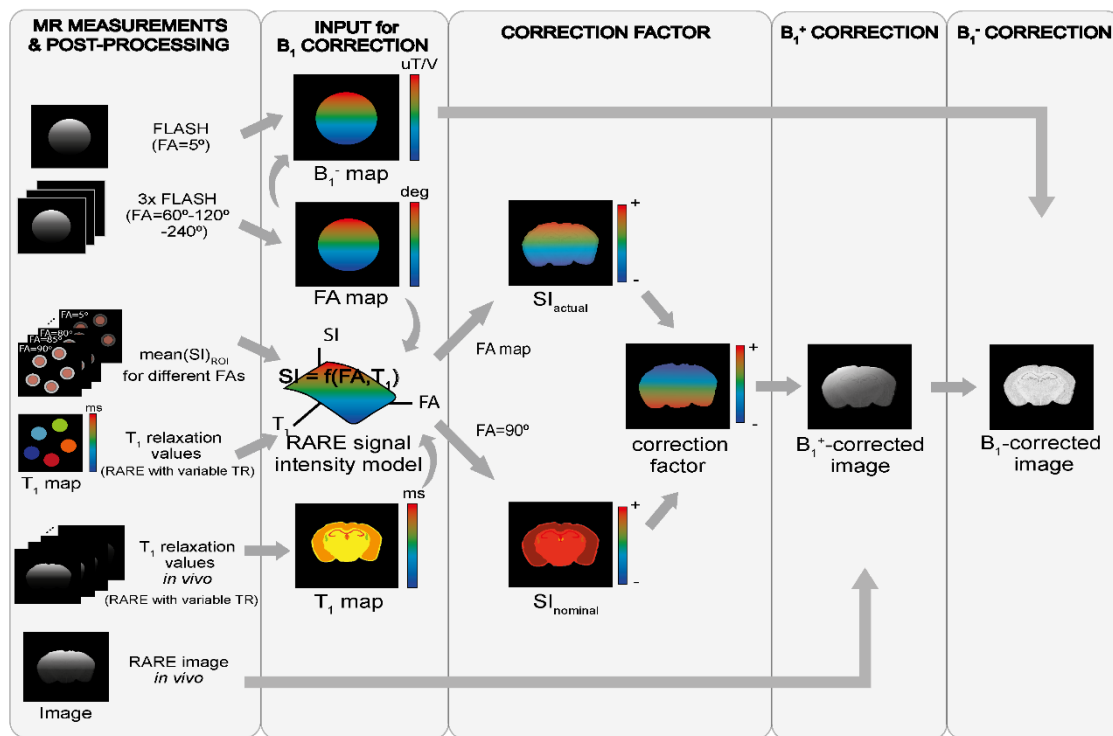 MR MEASUREMENTS
& POST-PROCESSING
FLASH
(FA=5º)
3x FLASH
(FA=60º-120º
-240º)
FA=5º
FA=80º
FA=85º
FA=90º
mean(SI)ROI
for different FAs
ms
T1 map
T1 relaxation
values
(RARE with variable TR)
T1 relaxation
values
in vivo
(RARE with variable TR)
RARE image
in vivo
Image
INPUT for
B1 CORRECTION
uT/V
B1- map
deg
FA map
SI
SI = f(FA,T1)
FA
T1
RARE signal
intensity model
ms
T1 map
CORRECTION FACTOR
+
-
SIactual
FA map
FA=90º
+
-
SInominal
+
-
correction
factor
B1+ CORRECTION
B1+-corrected
image
B1- CORRECTION
B1-corrected
image